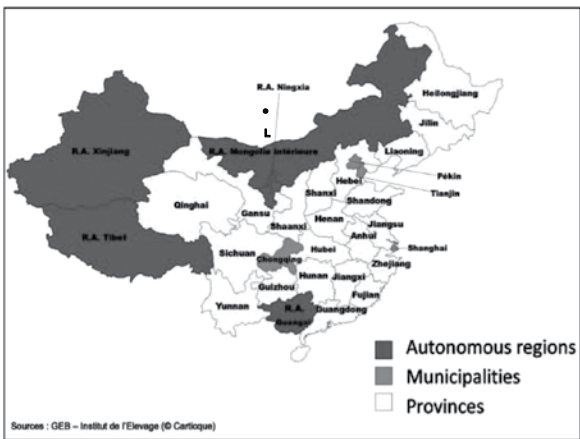 R.A. Ningxia
L
Heilongjiang
Jilin
R.A. Xinjiang
R.A. Mongolie Intérieure
Liaoning
Pékin
Hebei
Tianjin
Shanxi
Shandong
Qinghai
Gansu
Shaanxi
Henan
Jiangsu
R.A. Tibet
Anhui
Shanghai
Sichuan
Chongqing
Hubei
Zhejiang
Hunan
Jiangxi
Guizhou
Fujian
Yunnan
R.A.
Guangxi
Guangdong
Autonomous regions
Municipalities
Provinces
Sources : GEB – Institut de l'Elevage (© Cartioque)